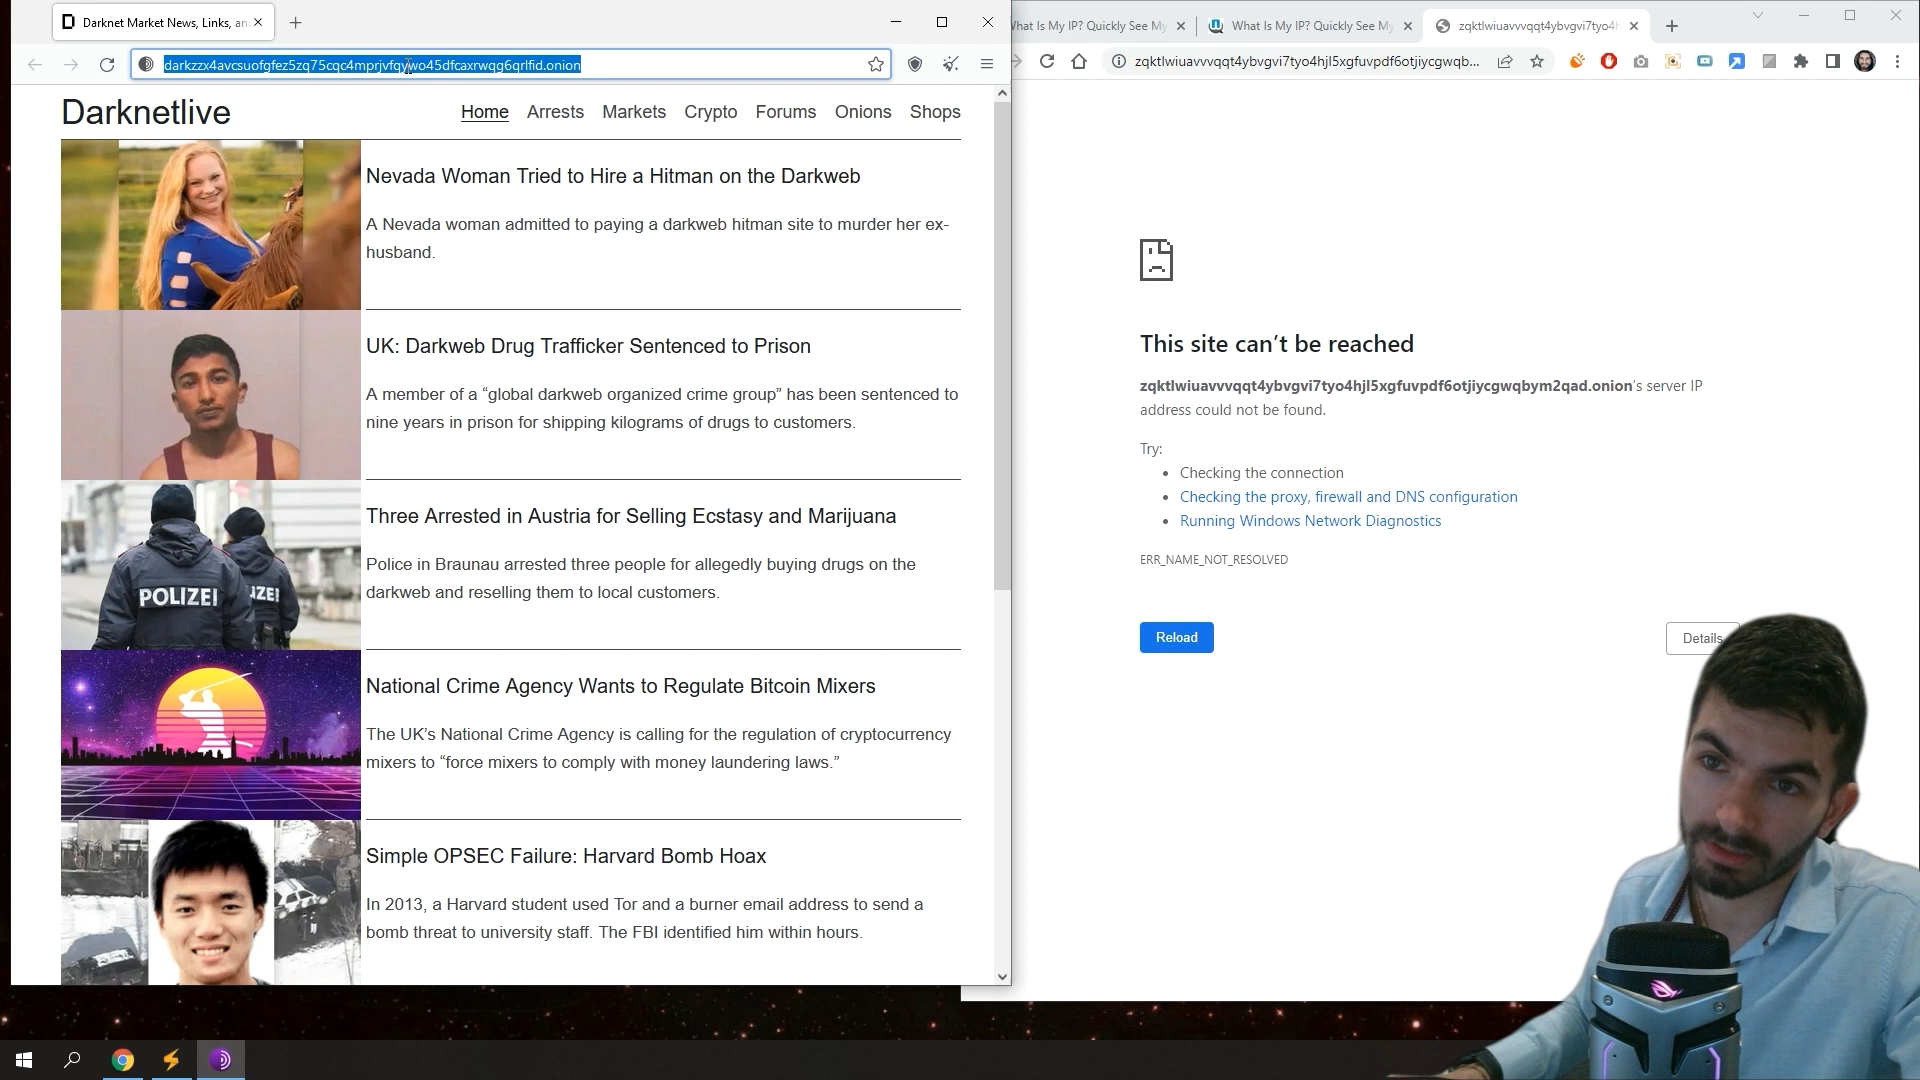 Darknet Market News, Links, an
darkzzx4avcsuofgfez5zq75cqc4mprjvfqywo45dfcaxrwqg6qrlfid.onion
Darknetlive
Home Arrests Markets Crypto Forums Onions Shops
Nevada Woman Tried to Hire a Hitman on the Darkweb
A Nevada woman admitted to paying a darkweb hitman site to murder her ex-
husband.
UK: Darkweb Drug Trafficker Sentenced to Prison
A member of a “global darkweb organized crime group” has been sentenced to
nine years in prison for shipping kilograms of drugs to customers.
POLIZEI
IZEI
Three Arrested in Austria for Selling Ecstasy and Marijuana
Police in Braunau arrested three people for allegedly buying drugs on the
darkweb and reselling them to local customers.
National Crime Agency Wants to Regulate Bitcoin Mixers
The UK’s National Crime Agency is calling for the regulation of cryptocurrency
mixers to “force mixers to comply with money laundering laws.”
Simple OPSEC Failure: Harvard Bomb Hoax
In 2013, a Harvard student used Tor and a burner email address to send a
bomb threat to university staff. The FBI identified him within hours.
What Is My IP? Quickly See My
What Is My IP? Quickly See My
zqktlwiuavvvqqt4ybvgvi7tyo4h
zqktlwiuavvvqqt4ybvgvi7tyo4hjl5xgfuvpdf6otjiycgwqb...
This site can’t be reached
zqktlwiuavvvqqt4ybvgvi7tyo4hjl5xgfuvpdf6otjiycgwqbym2qad.onion’s server IP
address could not be found.
Try:
Checking the connection
Checking the proxy, firewall and DNS configuration
Running Windows Network Diagnostics
ERR_NAME_NOT_RESOLVED
Reload
Details